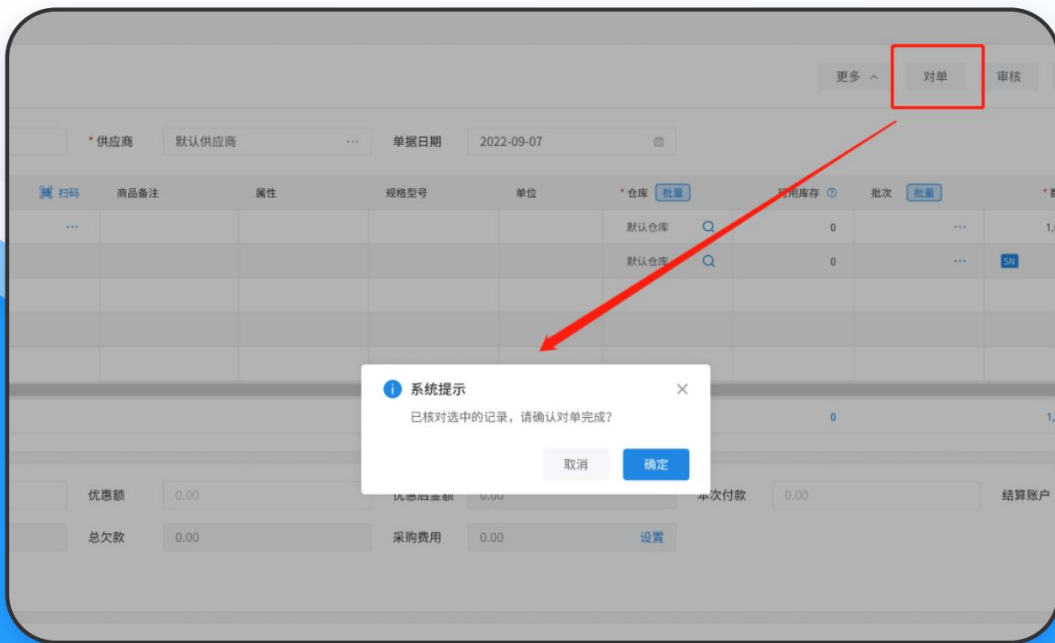 更多 对单 审核
*供应商 默认供应商 ... 单据日期 2022-09-07
扫码 商品备注 属性 规格型号 单位 *仓库 批量 可用库存 批次 批量
... 默认仓库 0 ... 1,
默认仓库 0 ... SN
系统提示
已核对选中的记录，请确认对单完成？
0 1,
取消 确定
优惠额 0.00 优惠后金额 0.00 本次付款 0.00 结算账户
总欠款 0.00 采购费用 0.00 设置